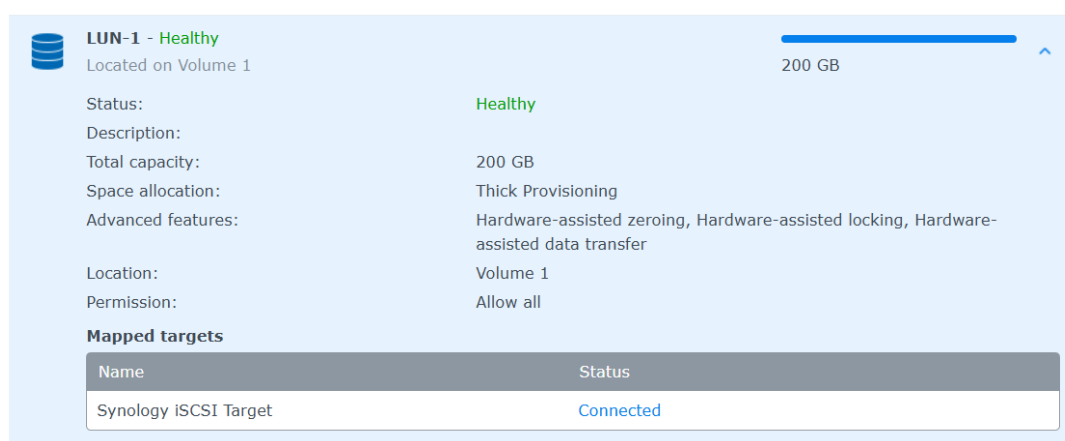 LUN-1 - Healthy
Located on Volume 1
200 GB
Status: Healthy
Description:
Total capacity: 200 GB
Space allocation: Thick Provisioning
Advanced features: Hardware-assisted zeroing, Hardware-assisted locking, Hardware-
assisted data transfer
Location: Volume 1
Permission: Allow all
Mapped targets
Name Status
Synology iSCSI Target Connected